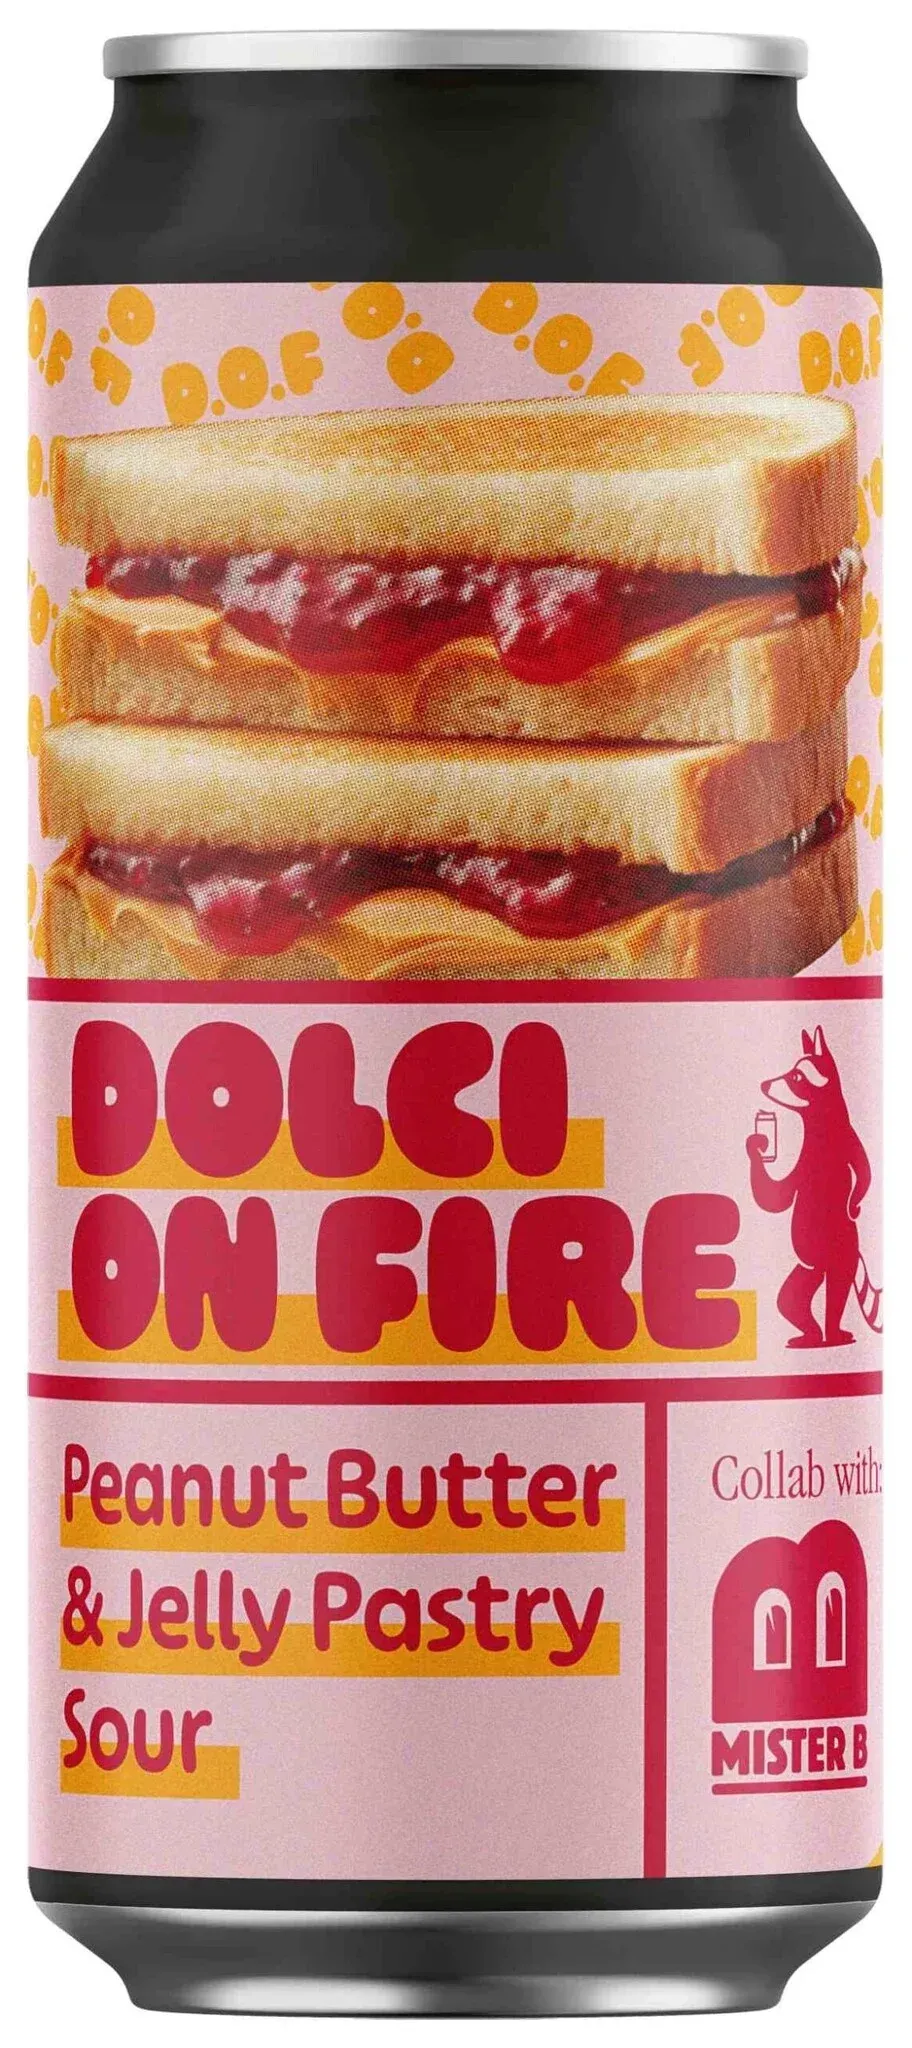 D.O.F
D.O.F
DOLCI
ON FIRE
Peanut Butter
& Jelly Pastry
Sour
Collab with:
B
MISTER B